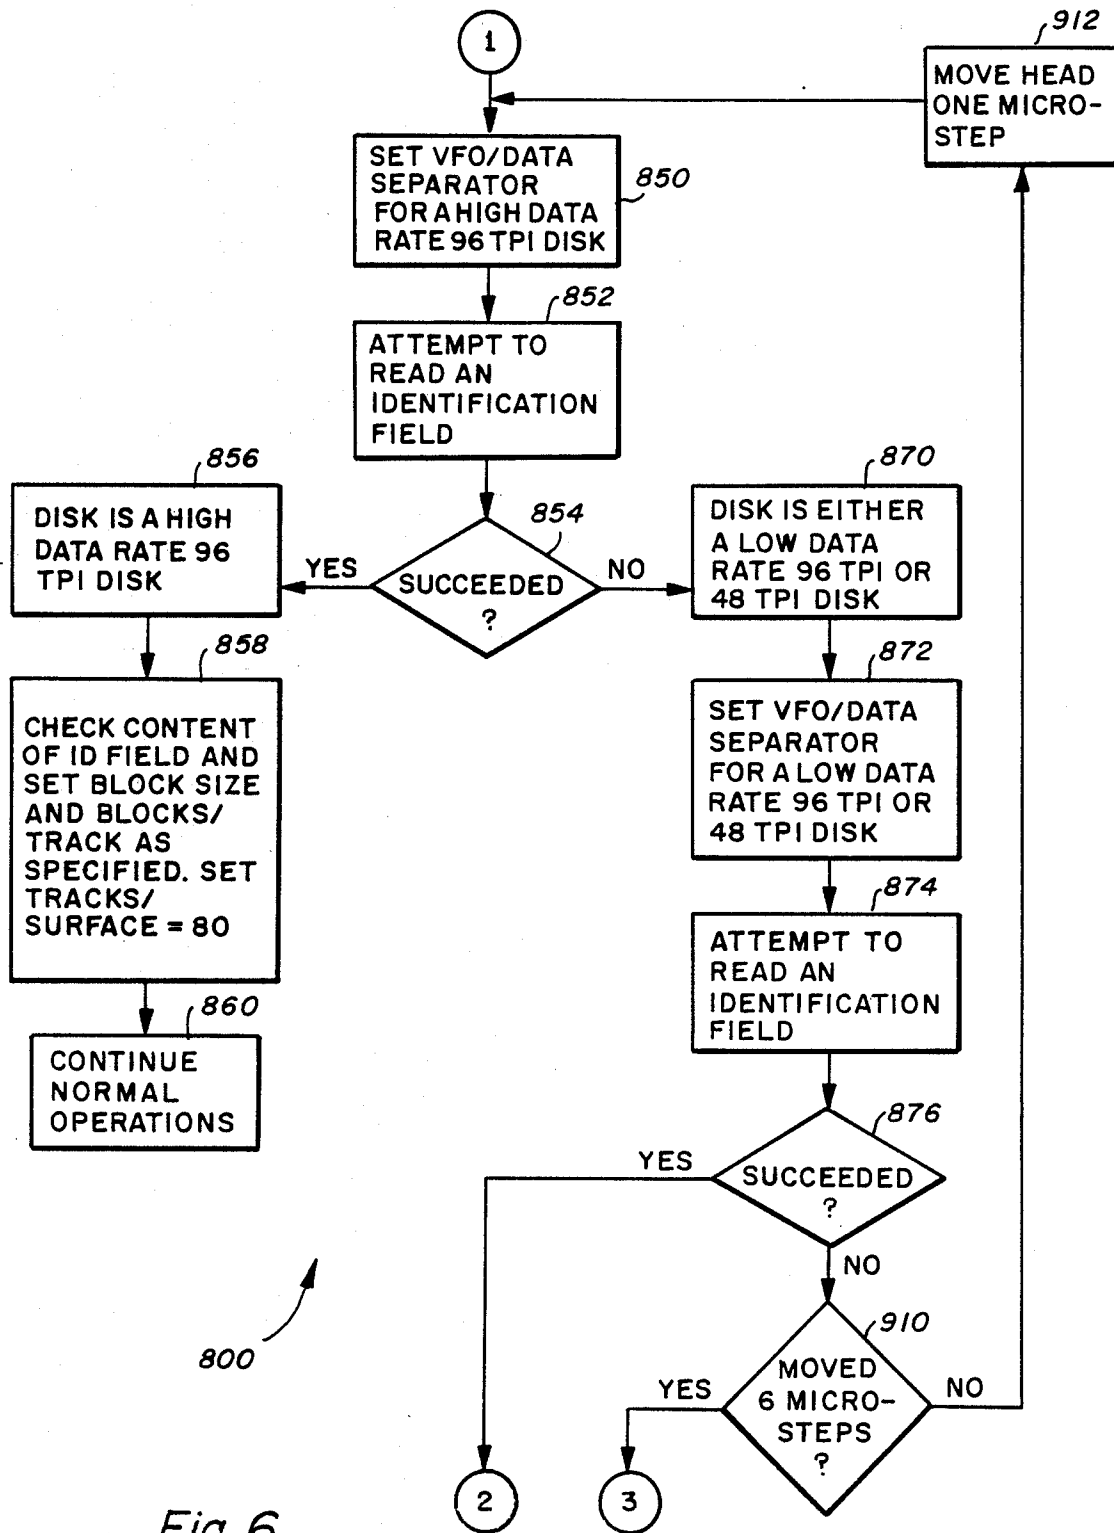 1
912
MOVE HEAD
ONE MICRO-
STEP
SET VFO/DATA
SEPARATOR
FOR A HIGH DATA
RATE 96 TPI DISK
850
852
ATTEMPT TO
READ AN
IDENTIFICATION
FIELD
856
DISK IS A HIGH
DATA RATE 96
TPI DISK
YES
854
SUCCEEDED
?
NO
870
DISK IS EITHER
A LOW DATA
RATE 96 TPI OR
48 TPI DISK
858
CHECK CONTENT
OF ID FIELD AND
SET BLOCK SIZE
AND BLOCKS/
TRACK AS
SPECIFIED. SET
TRACKS/
SURFACE = 80
872
SET VFO/DATA
SEPARATOR
FOR A LOW DATA
RATE 96 TPI OR
48 TPI DISK
860
CONTINUE
NORMAL
OPERATIONS
874
ATTEMPT TO
READ AN
IDENTIFICATION
FIELD
876
YES
SUCCEEDED
?
NO
800
910
YES
MOVED
6 MICRO-
STEPS
?
NO
2
3
Fig. 6